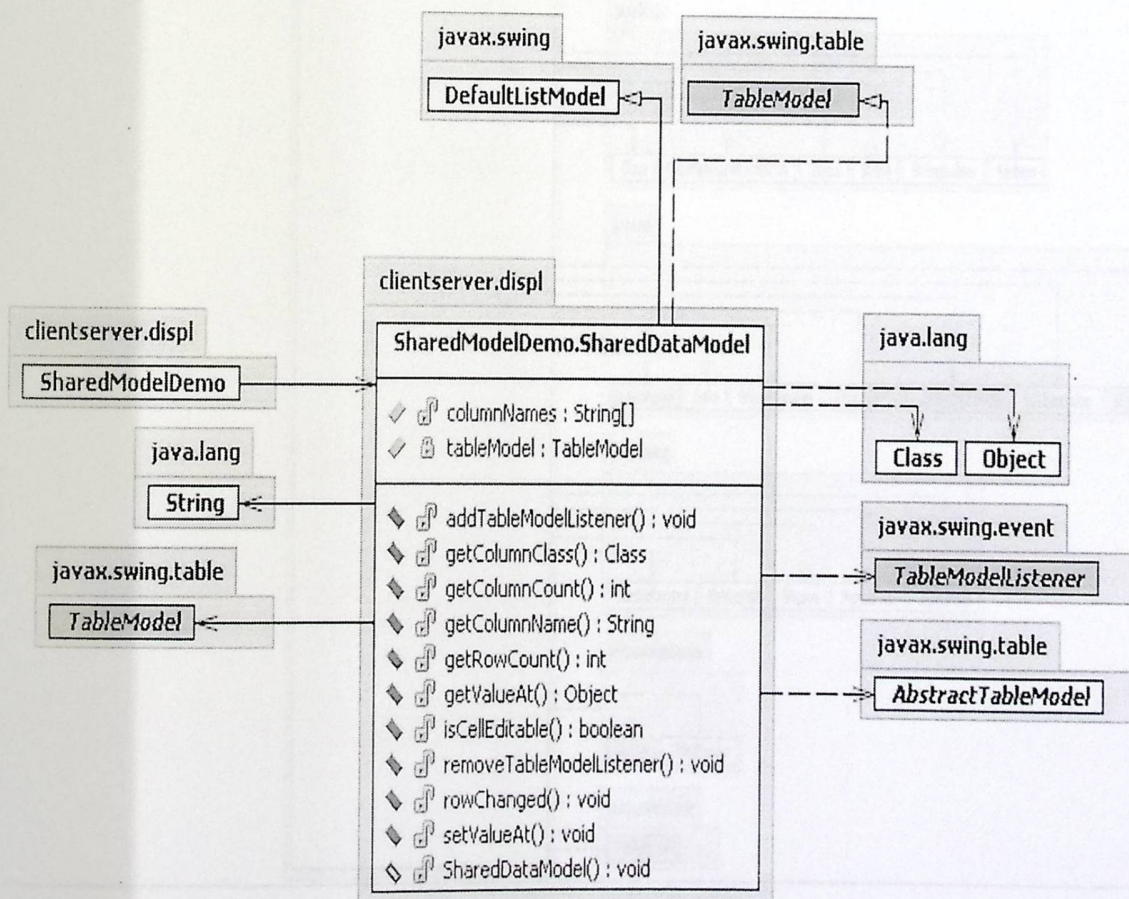 javax.swing
DefaultListModel
javax.swing.table
TableModel
clientserver.displ
SharedModelDemo
java.lang
String
javax.swing.table
TableModel
clientserver.displ
SharedModelDemo.SharedDataModel
columnNames : String[]
tableModel : TableModel
addTableModelListener() : void
getColumnClass() : Class
getColumnCount() : int
getColumnName() : String
getRowCount() : int
getValueAt() : Object
isCellEditable() : boolean
removeTableModelListener() : void
rowChanged() : void
setValueAt() : void
SharedDataModel() : void
java.lang
Class
Object
javax.swing.event
TableModelListener
javax.swing.table
AbstractTableModel